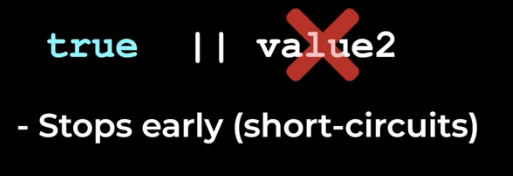 true || value2
- Stops early (short-circuits)